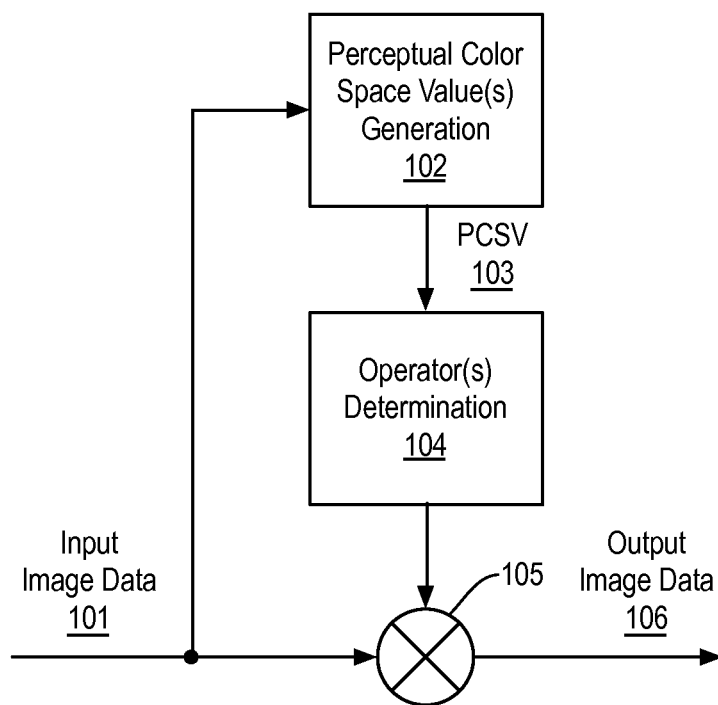 Perceptual Color
Space Value(s)
Generation
102
PCSV
103
Operator(s)
Determination
104
Input
Image Data
101
105
Output
Image Data
106